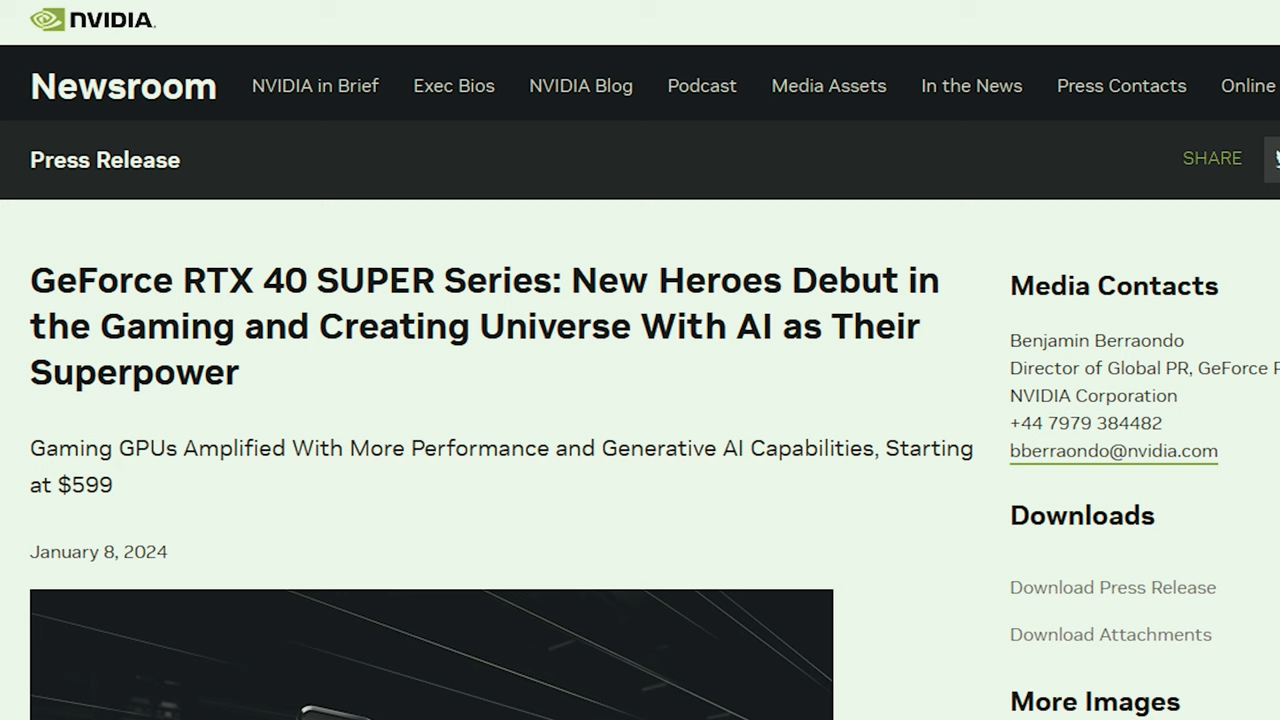 NVIDIA.
Newsroom NVIDIA in Brief Exec Bios NVIDIA Blog Podcast Media Assets In the News Press Contacts Online
Press Release
SHARE
GeForce RTX 40 SUPER Series: New Heroes Debut in
the Gaming and Creating Universe With AI as Their
Superpower
Gaming GPUs Amplified With More Performance and Generative AI Capabilities, Starting
at $599
January 8, 2024
Media Contacts
Benjamin Berraondo
Director of Global PR, GeForce
NVIDIA Corporation
+44 7979 384482
bberraondo@nvidia.com
Downloads
Download Press Release
Download Attachments
More Images